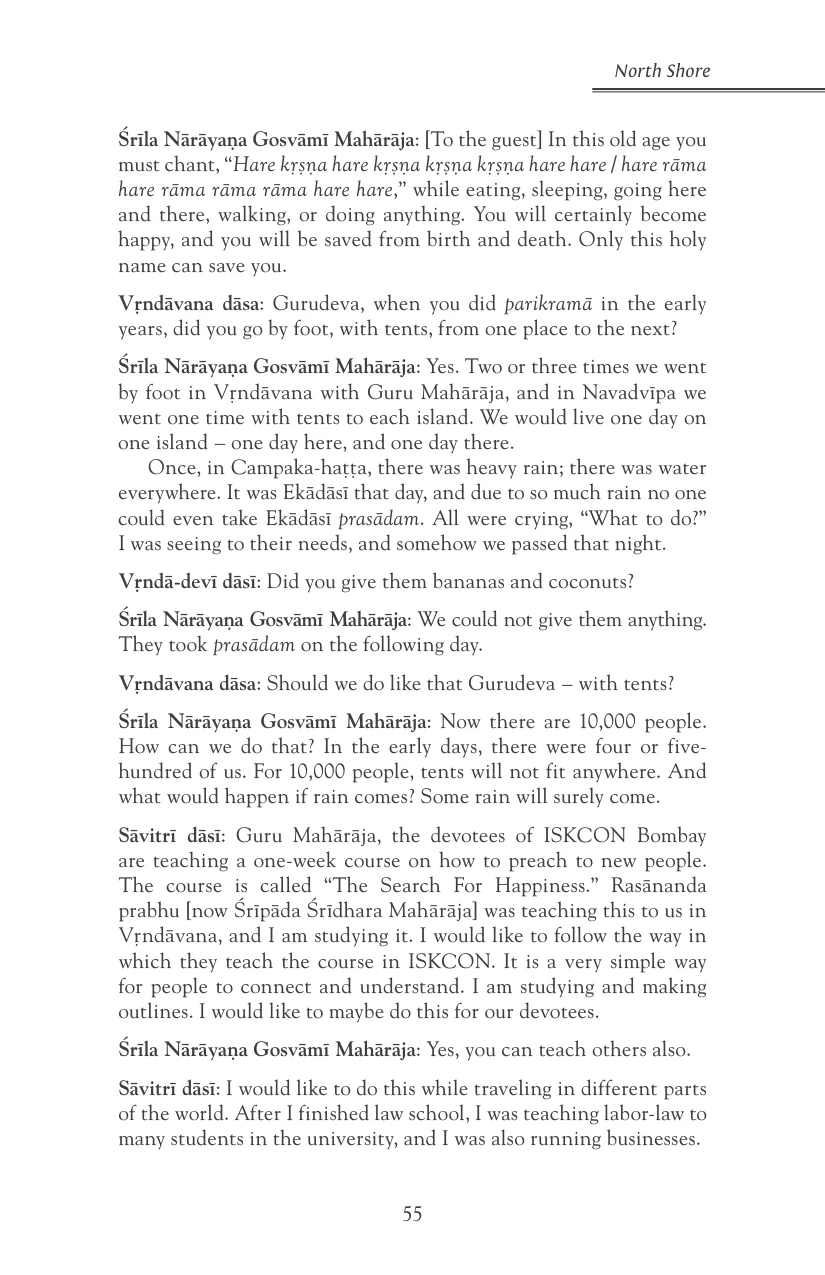 North Shore
Śrīla Nārāyaṇa Gosvāmī Mahārāja: [To the guest] In this old age you
must chant, “Hare kṛṣṇa hare kṛṣṇa kṛṣṇa kṛṣṇa hare hare / hare rāma
hare rāma rāma rāma hare hare,” while eating, sleeping, going here
and there, walking, or doing anything. You will certainly become
happy, and you will be saved from birth and death. Only this holy
name can save you.
Vṛndāvana dāsa: Gurudeva, when you did parikramā in the early
years, did you go by foot, with tents, from one place to the next?
Śrīla Nārāyaṇa Gosvāmī Mahārāja: Yes. Two or three times we went
by foot in Vṛndāvana with Guru Mahārāja, and in Navadvīpa we
went one time with tents to each island. We would live one day on
one island – one day here, and one day there.
Once, in Campaka-haṭṭa, there was heavy rain; there was water
everywhere. It was Ekādāsī that day, and due to so much rain no one
could even take Ekādāsī prasādam. All were crying, “What to do?”
I was seeing to their needs, and somehow we passed that night.
Vṛndā-devī dāsī: Did you give them bananas and coconuts?
Śrīla Nārāyaṇa Gosvāmī Mahārāja: We could not give them anything.
They took prasādam on the following day.
Vṛndāvana dāsa: Should we do like that Gurudeva – with tents?
Śrīla Nārāyaṇa Gosvāmī Mahārāja: Now there are 10,000 people.
How can we do that? In the early days, there were four or five-
hundred of us. For 10,000 people, tents will not fit anywhere. And
what would happen if rain comes? Some rain will surely come.
Sāvitrī dāsī: Guru Mahārāja, the devotees of ISKCON Bombay
are teaching a one-week course on how to preach to new people.
The course is called “The Search For Happiness.” Rasānanda
prabhu [now Śrīpāda Śrīdhara Mahārāja] was teaching this to us in
Vṛndāvana, and I am studying it. I would like to follow the way in
which they teach the course in ISKCON. It is a very simple way
for people to connect and understand. I am studying and making
outlines. I would like to maybe do this for our devotees.
Śrīla Nārāyaṇa Gosvāmī Mahārāja: Yes, you can teach others also.
Sāvitrī dāsī: I would like to do this while traveling in different parts
of the world. After I finished law school, I was teaching labor-law to
many students in the university, and I was also running businesses.
55